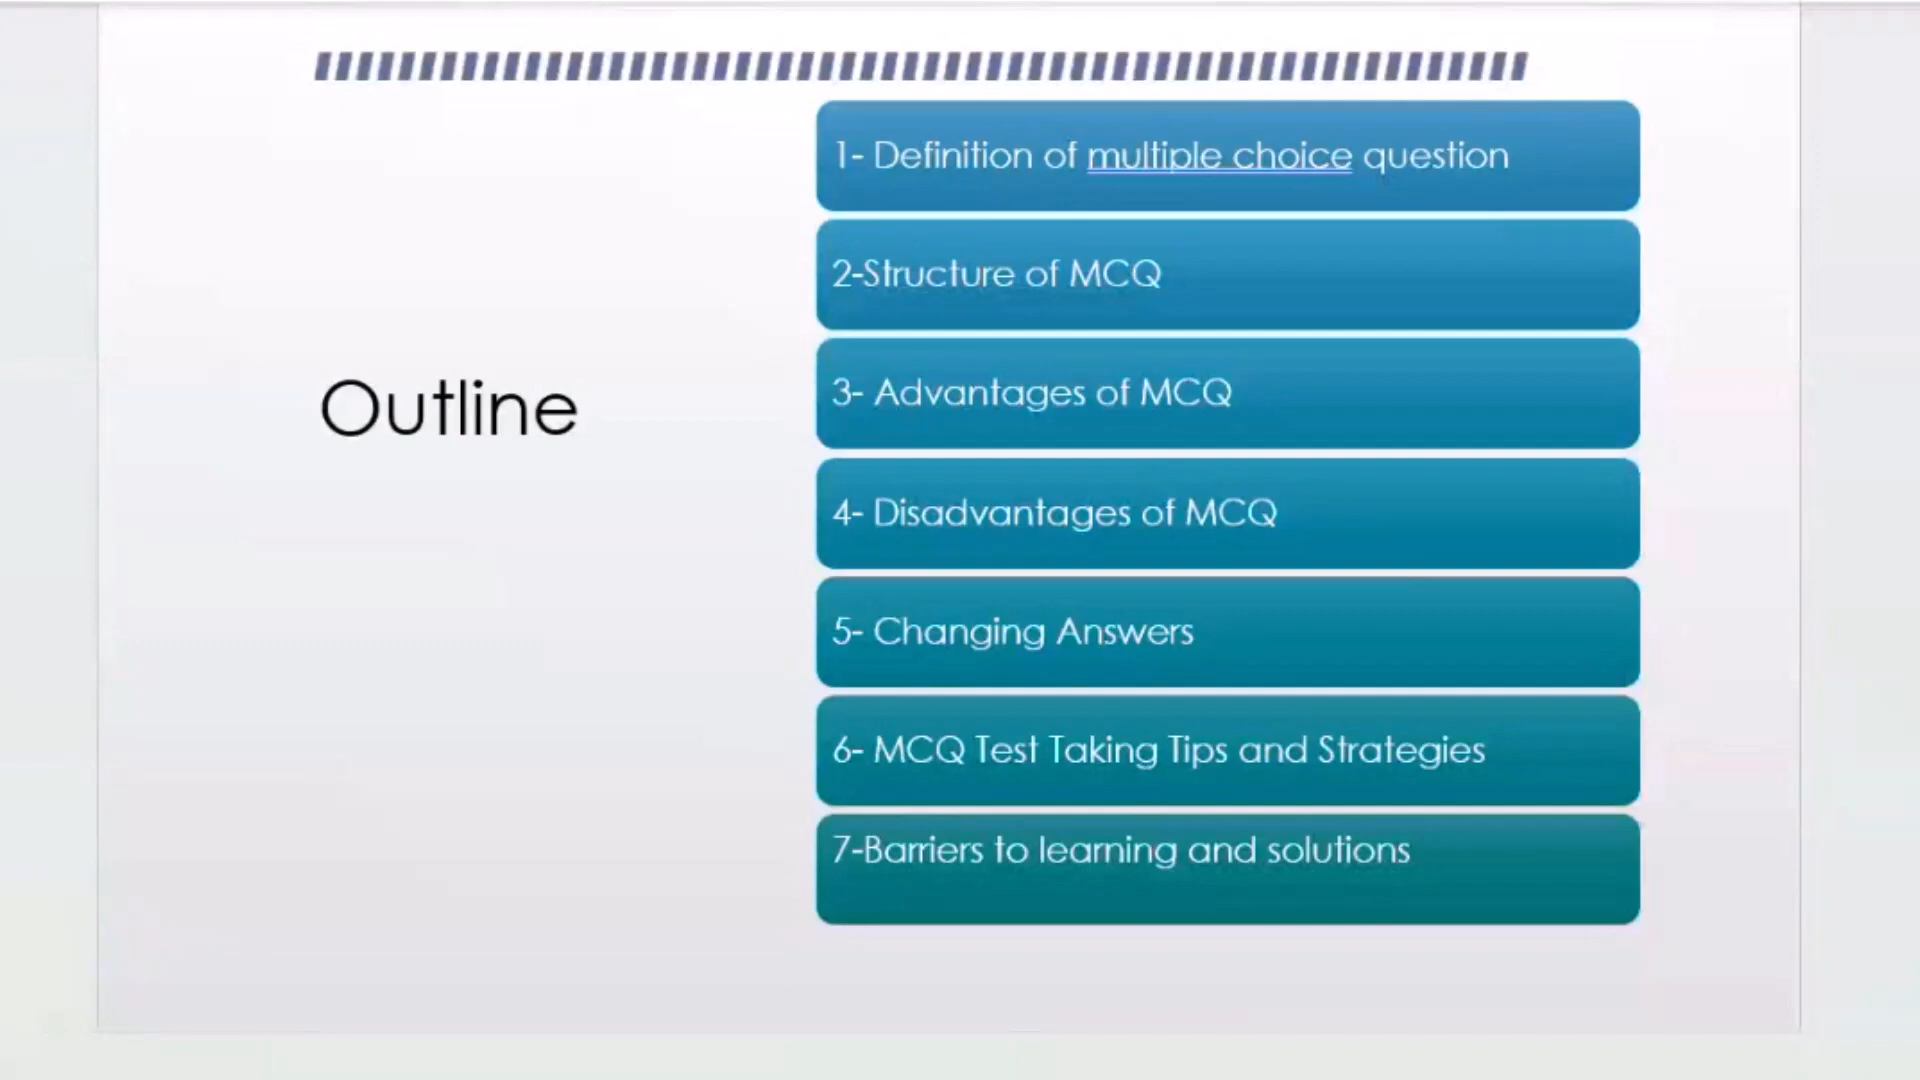 Outline
1- Definition of multiple choice question
2-Structure of MCQ
3- Advantages of MCQ
4- Disadvantages of MCQ
5- Changing Answers
6- MCQ Test Taking Tips and Strategies
7-Barriers to learning and solutions